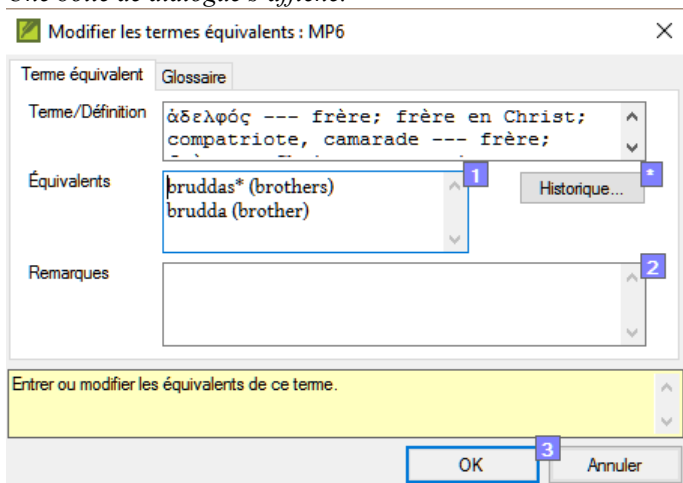 Une boîte de dialogue s'affiche.
Modifier les termes équivalents : MP6
Terme équivalent Glossaire
Terme/Définition
ἀδελφός --- frère; frère en Christ;
compatriote, camarade --- frère;
Équivalents
bruddas* (brothers)
brudda (brother)
1
Historique...
*
Remarques
2
Entrer ou modifier les équivalents de ce terme.
OK
3
Annuler